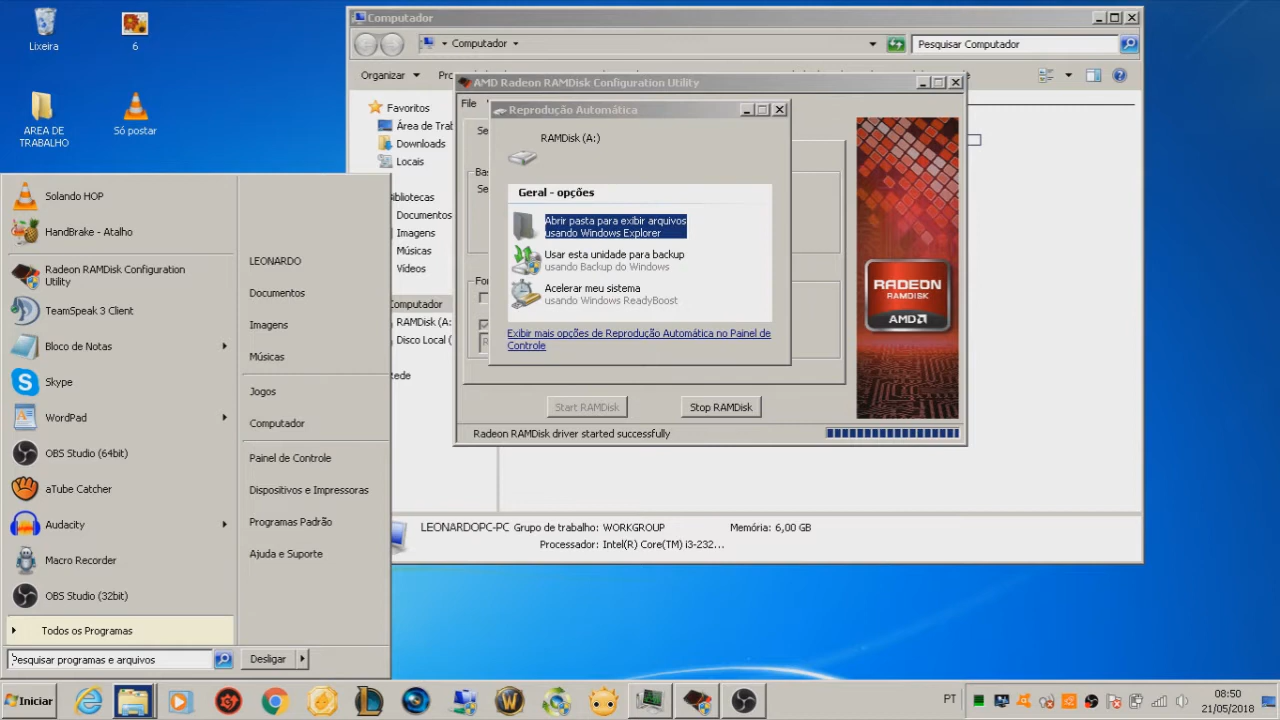 Lixeira
6
AREA DE
TRABALHO
Só postar
Computador
Computador
Pesquisar Computador
Organizar
Favoritos
Downloads
Locais
Documentos
Imagens
Músicas
Vídeos
RAMDisk (A:
Disco Local (
LEONARDOPC-PC Grupo de trabalho: WORKGROUP
Memória: 6,00 GB
Processador: Intel(R) Core(TM) i3-232...
AMD Radeon RAMDisk Configuration Utility
File
RADEON
RAMDISK
AMD
Start RAMDisk
Stop RAMDisk
Radeon RAMDisk driver started successfully
Reprodução Automática
RAMDisk (A:)
Geral - opções
Abrir pasta para exibir arquivos
usando Windows Explorer
Usar esta unidade para backup
usando Backup do Windows
Acelerar meu sistema
usando Windows ReadyBoost
Exibir mais opções de Reprodução Automática no Painel de
Controle
Solando HOP
HandBrake - Atalho
Radeon RAMDisk Configuration
Utility
TeamSpeak 3 Client
Bloco de Notas
Skype
WordPad
OBS Studio (64bit)
aTube Catcher
Audacity
Macro Recorder
OBS Studio (32bit)
Todos os Programas
Pesquisar programas e arquivos
LEONARDO
Documentos
Imagens
Músicas
Jogos
Computador
Painel de Controle
Dispositivos e Impressoras
Programas Padrão
Ajuda e Suporte
Desligar
Iniciar
PT
08:50
21/05/2018